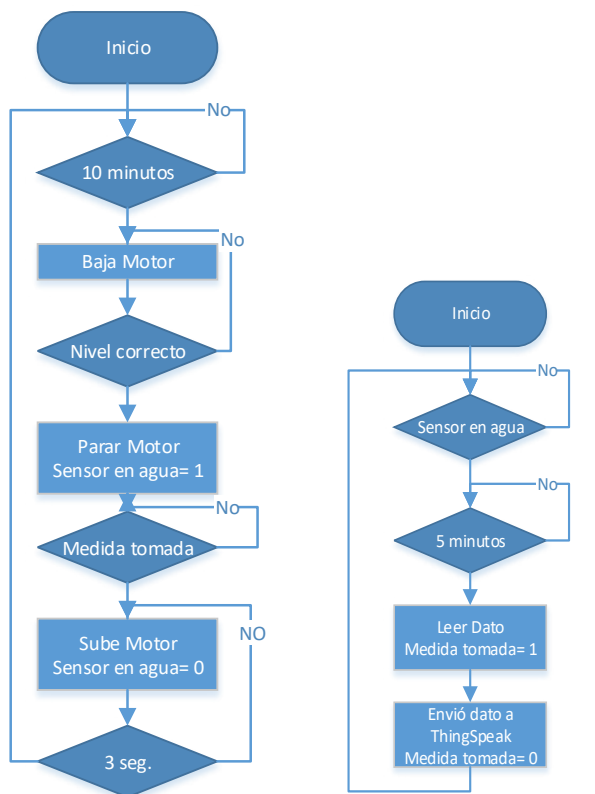 Inicio
No
10 minutos
Baja Motor
No
Nivel correcto
Parar Motor
Sensor en agua= 1
No
Medida tomada
Sube Motor
Sensor en agua= 0
NO
3 seg.
Inicio
No
Sensor en agua
No
5 minutos
Leer Dato
Medida tomada= 1
Envió dato a
ThingSpeak
Medida tomada= 0